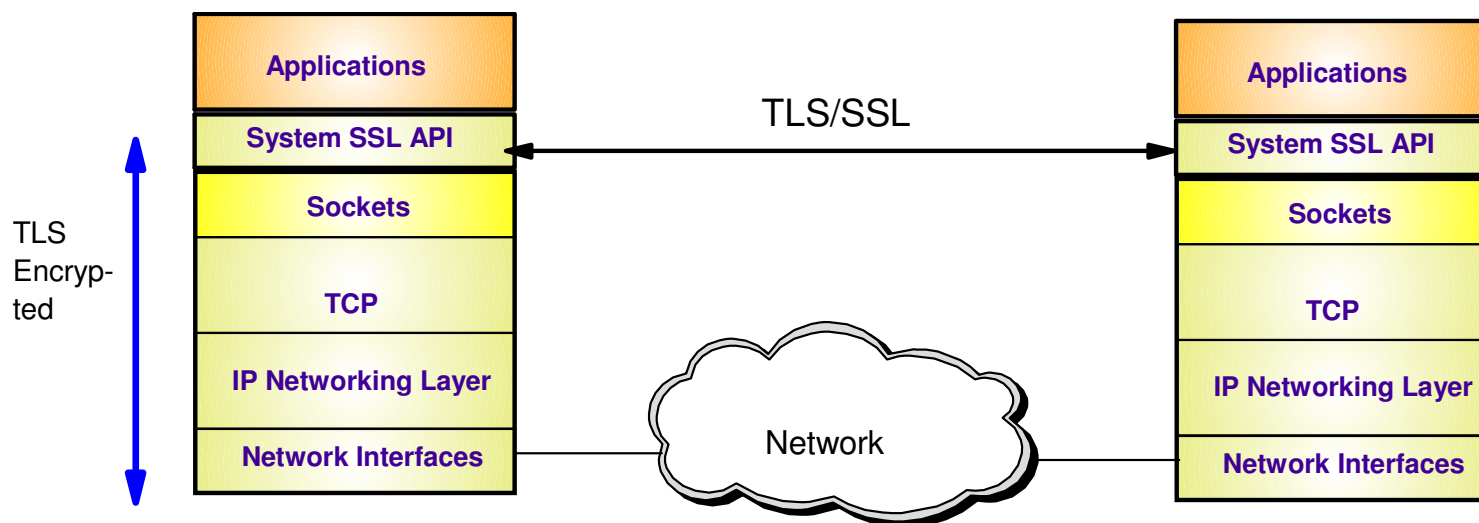 Applications
System SSL API
Sockets
TCP
IP Networking Layer
Network Interfaces
TLS
Encryp-
ted
TLS/SSL
Network
Applications
System SSL API
Sockets
TCP
IP Networking Layer
Network Interfaces